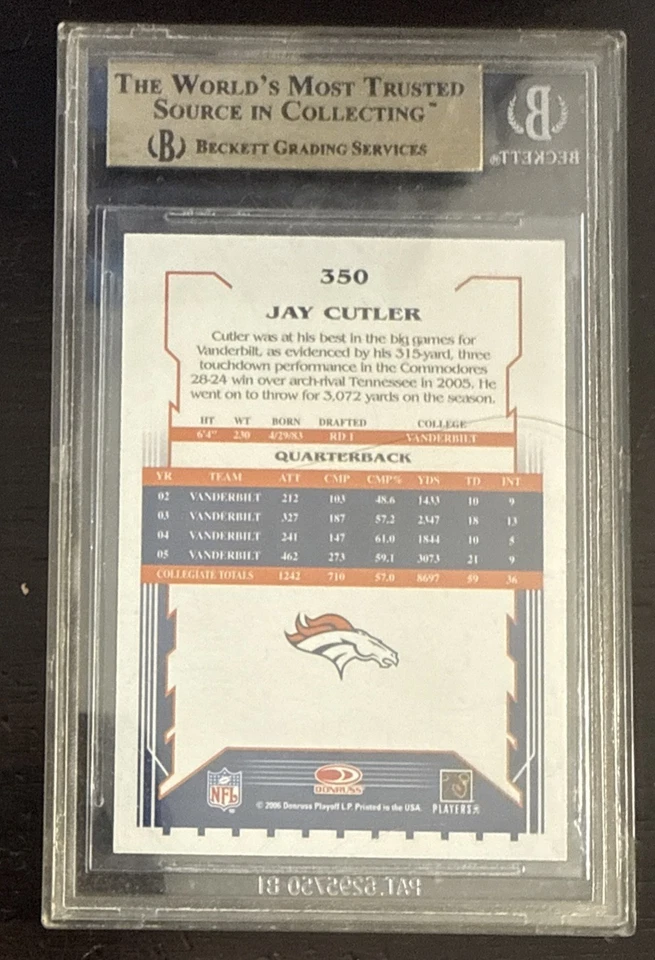 THE WORLD'S MOST TRUSTED
SOURCE IN COLLECTING™
(B) BECKETT GRADING SERVICES
B
BECKETT®
350
JAY CUTLER
Cutler was at his best in the big games for
Vanderbilt, as evidenced by his 315-yard, three
touchdown performance in the Commodores
28-24 win over arch-rival Tennessee in 2005. He
went on to throw for 3,072 yards on the season.
HT WT BORN DRAFTED COLLEGE
6'4" 230 4/29/83 RD 1 VANDERBILT
QUARTERBACK
YR TEAM ATT CMP CMP% YDS TD INT
02 VANDERBILT 212 103 48.6 1433 10 9
03 VANDERBILT 327 187 57.2 2347 18 13
04 VANDERBILT 241 147 61.0 1844 10 5
05 VANDERBILT 462 273 59.1 3073 21 9
COLLEGIATE TOTALS 1242 710 57.0 8697 59 36
NFL
DONRUSS
© 2006 Donruss Playoff L.P. Printed in the USA.
PLAYERS
PAT.5295750 B1